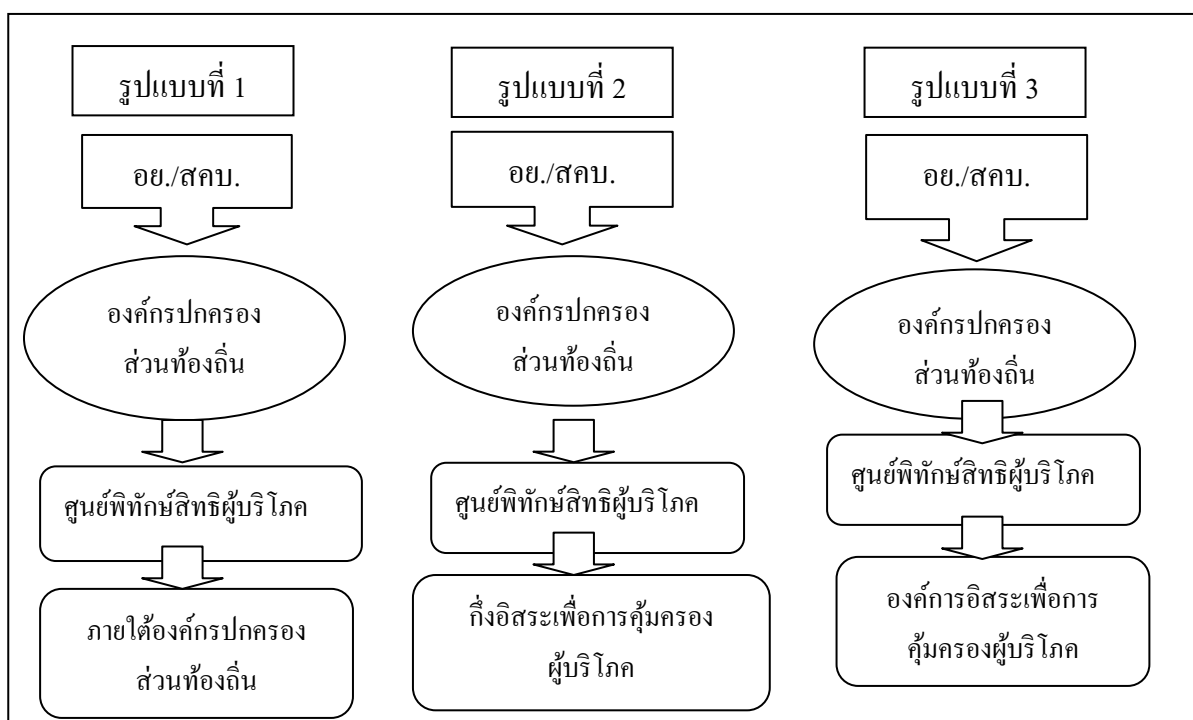 รูปแบบที่ 1
อย./สคบ.
องค์กรปกครอง
ส่วนท้องถิ่น
ศูนย์พิทักษ์สิทธิผู้บริโภค
ภายใต้องค์กรปกครอง
ส่วนท้องถิ่น
รูปแบบที่ 2
อย./สคบ.
องค์กรปกครอง
ส่วนท้องถิ่น
ศูนย์พิทักษ์สิทธิผู้บริโภค
กึ่งอิสระเพื่อการคุ้มครอง
ผู้บริโภค
รูปแบบที่ 3
อย./สคบ.
องค์กรปกครอง
ส่วนท้องถิ่น
ศูนย์พิทักษ์สิทธิผู้บริโภค
องค์การอิสระเพื่อการ
คุ้มครองผู้บริโภค